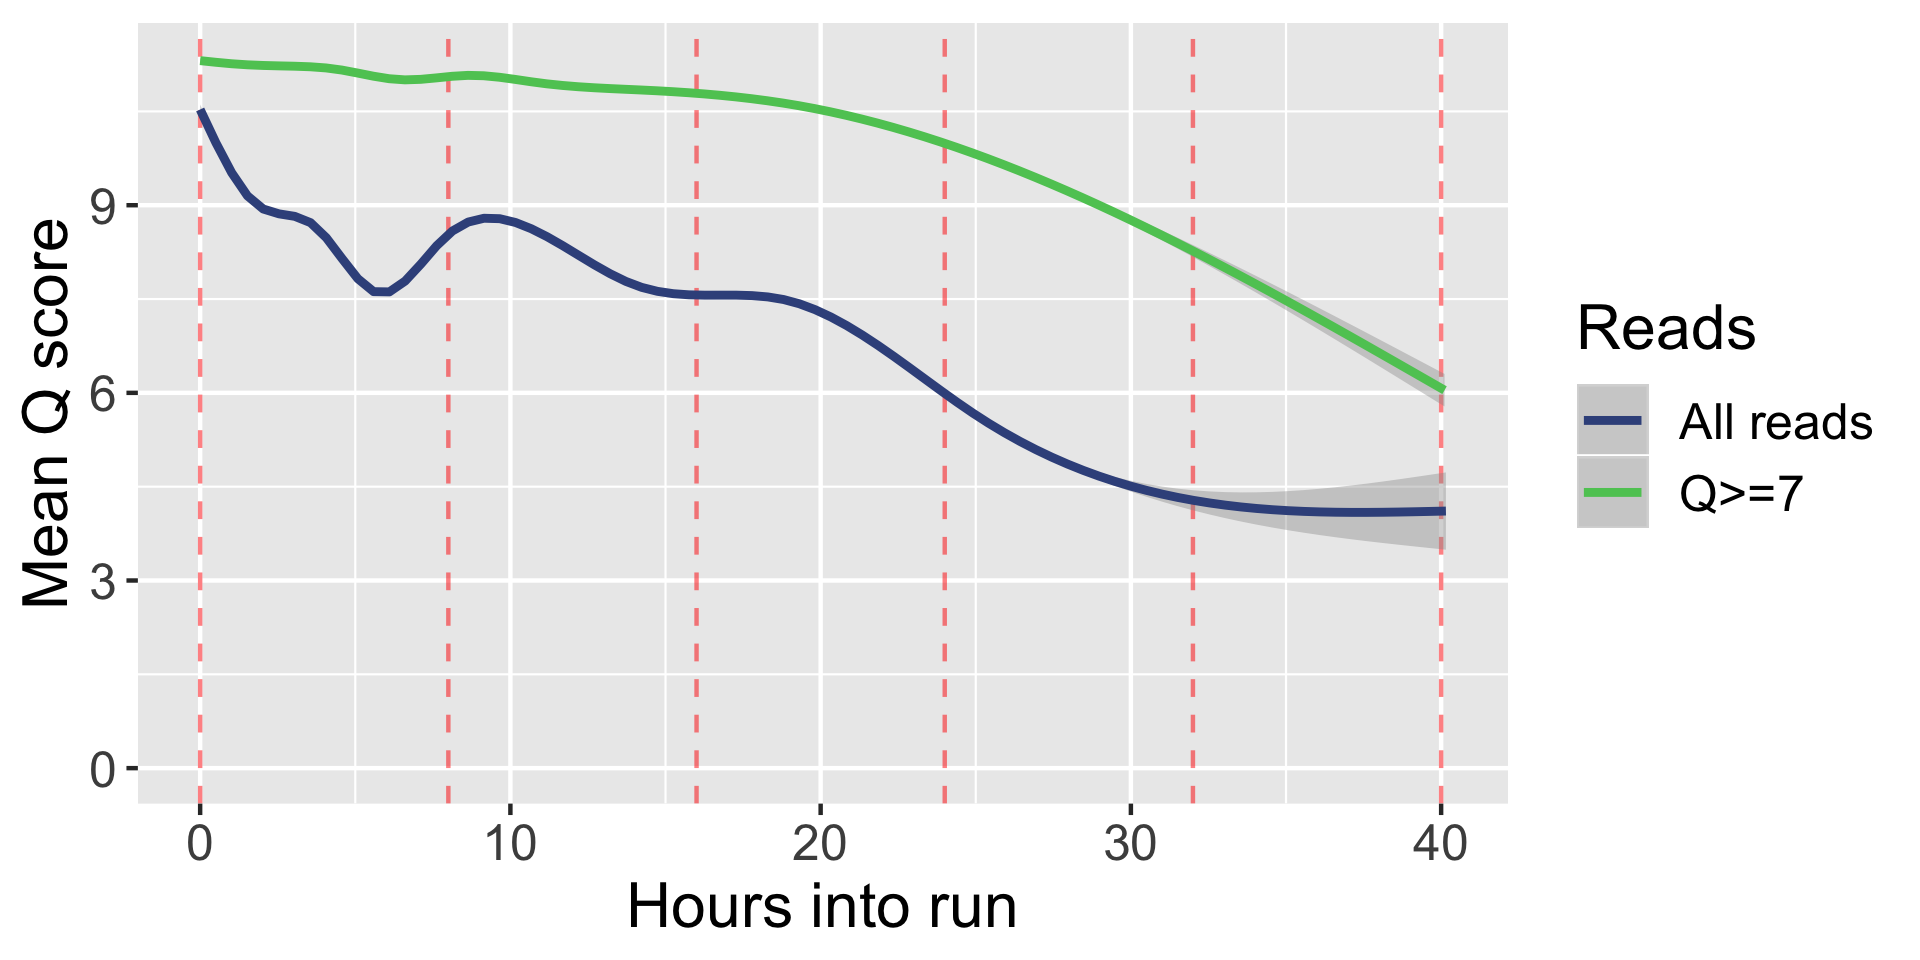 Mean Q score
9
6
3
0
0 10 20 30 40
Hours into run
Reads
All reads
Q>=7